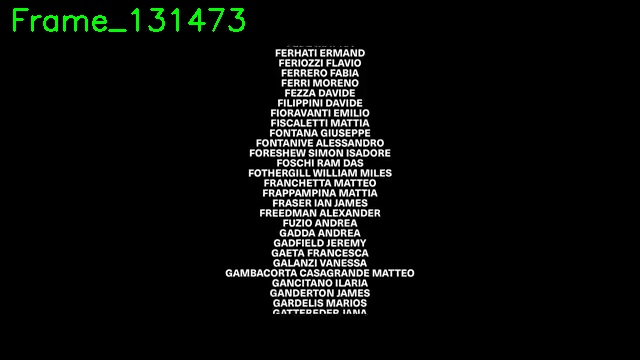 Frame_131473
FERHATI ERMAND
FERIOZZI FLAVIO
FERRERO FABIA
FERRI MORENO
FEZZA DAVIDE
FILIPPINI DAVIDE
FIORAVANTI EMILIO
FISCALETTI MATTIA
FONTANA GIUSEPPE
FONTANIVE ALESSANDRO
FORESHEW SIMON ISADORE
FOSCHI RAM DAS
FOTHERGILL WILLIAM MILES
FRANCHETTA MATTEO
FRAPPAMPINA MATTIA
FRASER IAN JAMES
FREEDMAN ALEXANDER
FUZIO ANDREA
GADDA ANDREA
GADFIELD JEREMY
GAETA FRANCESCA
GALANZI VANESSA
GAMBACORTA CASAGRANDE MATTEO
GANCITANO ILARIA
GANDERTON JAMES
GARDELIS MARIOS
GATTEREDER JANA